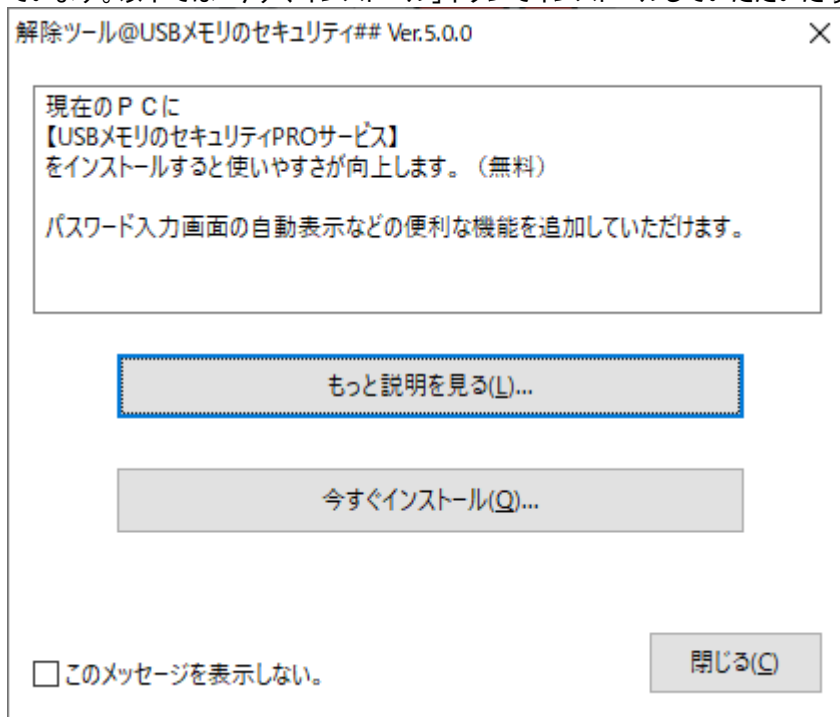 解除ツール@USBメモリのセキュリティ## Ver.5.0.0
現在のＰＣに
【USBメモリのセキュリティPROサービス】
をインストールすると使いやすさが向上します。（無料）
パスワード入力画面の自動表示などの便利な機能を追加していただけます。
もっと説明を見る(L)...
今すぐインストール(Q)...
このメッセージを表示しない。
閉じる(C)